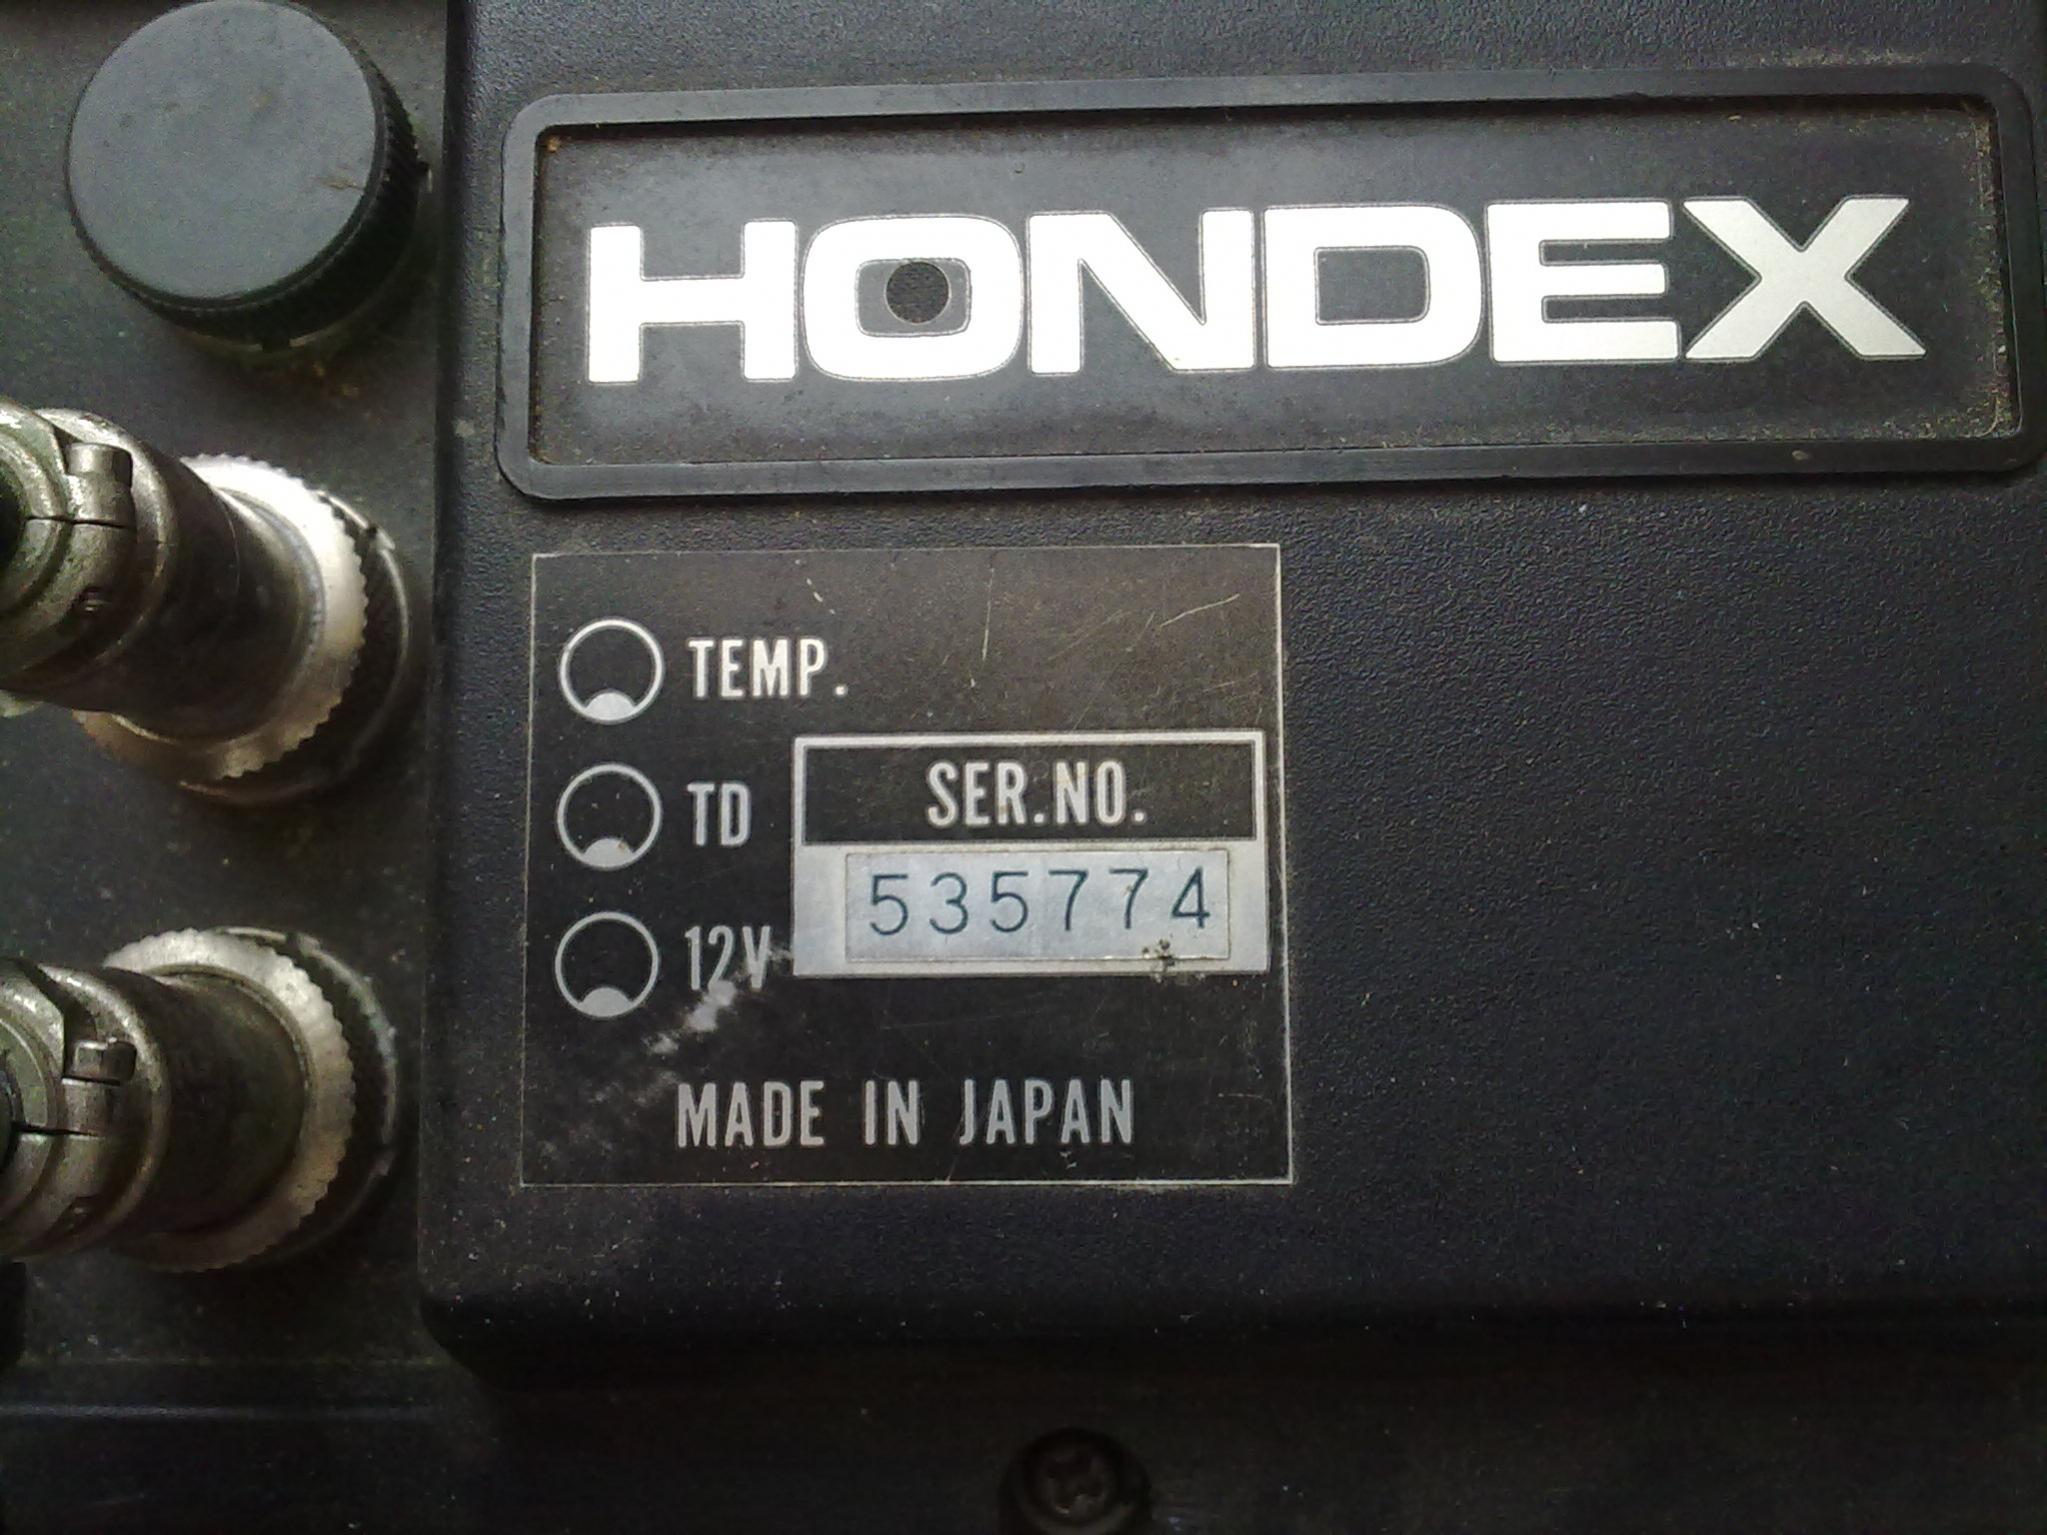 HONDEX
TEMP.
TD
SER.NO.
535774
12V
MADE IN JAPAN